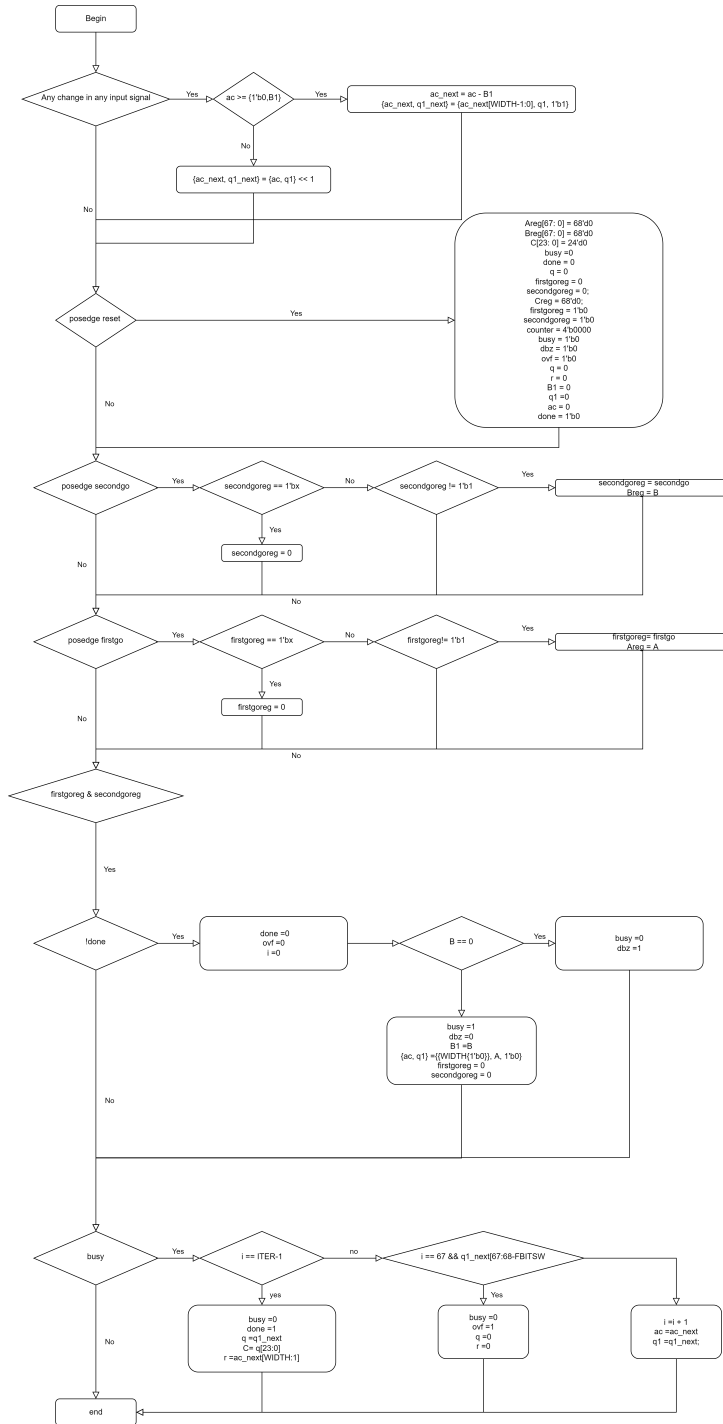 Begin
Any change in any input signal
Yes
ac >= {1'b0,B1}
Yes
ac_next = ac - B1
{ac_next, q1_next} = {ac_next[WIDTH-1:0], q1, 1'b1}
No
{ac_next, q1_next} = {ac, q1} << 1
No
Areg[67: 0] = 68'd0
Breg[67: 0] = 68'd0
C[23: 0] = 24'd0
busy =0
done = 0
q = 0
firstgoreg = 0
secondgoreg = 0;
Creg = 68'd0;
firstgoreg = 1'b0
secondgoreg = 1'b0
counter = 4'b0000
busy = 1'b0
dbz = 1'b0
ovf = 1'b0
q = 0
r = 0
B1 = 0
q1 =0
ac = 0
done = 1'b0
posedge reset
Yes
No
posedge secondgo
Yes
secondgoreg == 1'bx
No
secondgoreg != 1'b1
Yes
secondgoreg = secondgo
Breg = B
Yes
secondgoreg = 0
No
No
posedge firstgo
Yes
firstgoreg == 1'bx
No
firstgoreg!= 1'b1
Yes
firstgoreg= firstgo
Areg = A
Yes
firstgoreg = 0
No
No
firstgoreg & secondgoreg
Yes
!done
Yes
done =0
ovf =0
i =0
B == 0
Yes
busy =0
dbz =1
busy =1
dbz =0
B1 =B
{ac, q1} ={{WIDTH{1'b0}}, A, 1'b0}
firstgoreg = 0
secondgoreg = 0
No
busy
Yes
i == ITER-1
no
i == 67 && q1_next[67:68-FBITSW
yes
Yes
busy =0
done =1
q =q1_next
C= q[23:0]
r =ac_next[WIDTH:1]
busy =0
ovf =1
q =0
r =0
i =i + 1
ac =ac_next
q1 =q1_next;
No
end